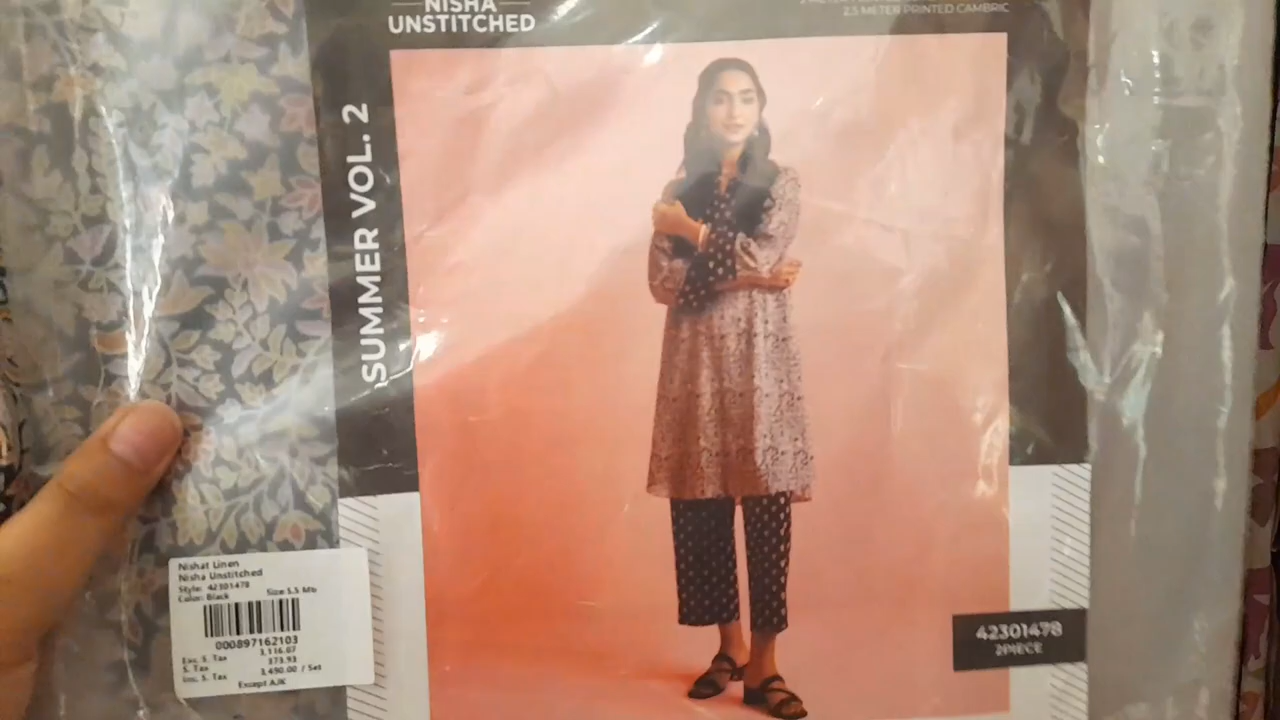 NISHA
UNSTITCHED
2.5 METER PRINTED CAMBRIC
SUMMER VOL. 2
Nishat Linen
Nisha Unstitched
Style: 42301478
Color: Black Size 5.5 Mb
000897162103
Exc. S. Tax 3,116.07
S. Tax 373.93
Inc. S. Tax 3,490.00 / Set
Except AJK
42301478
2PIECE